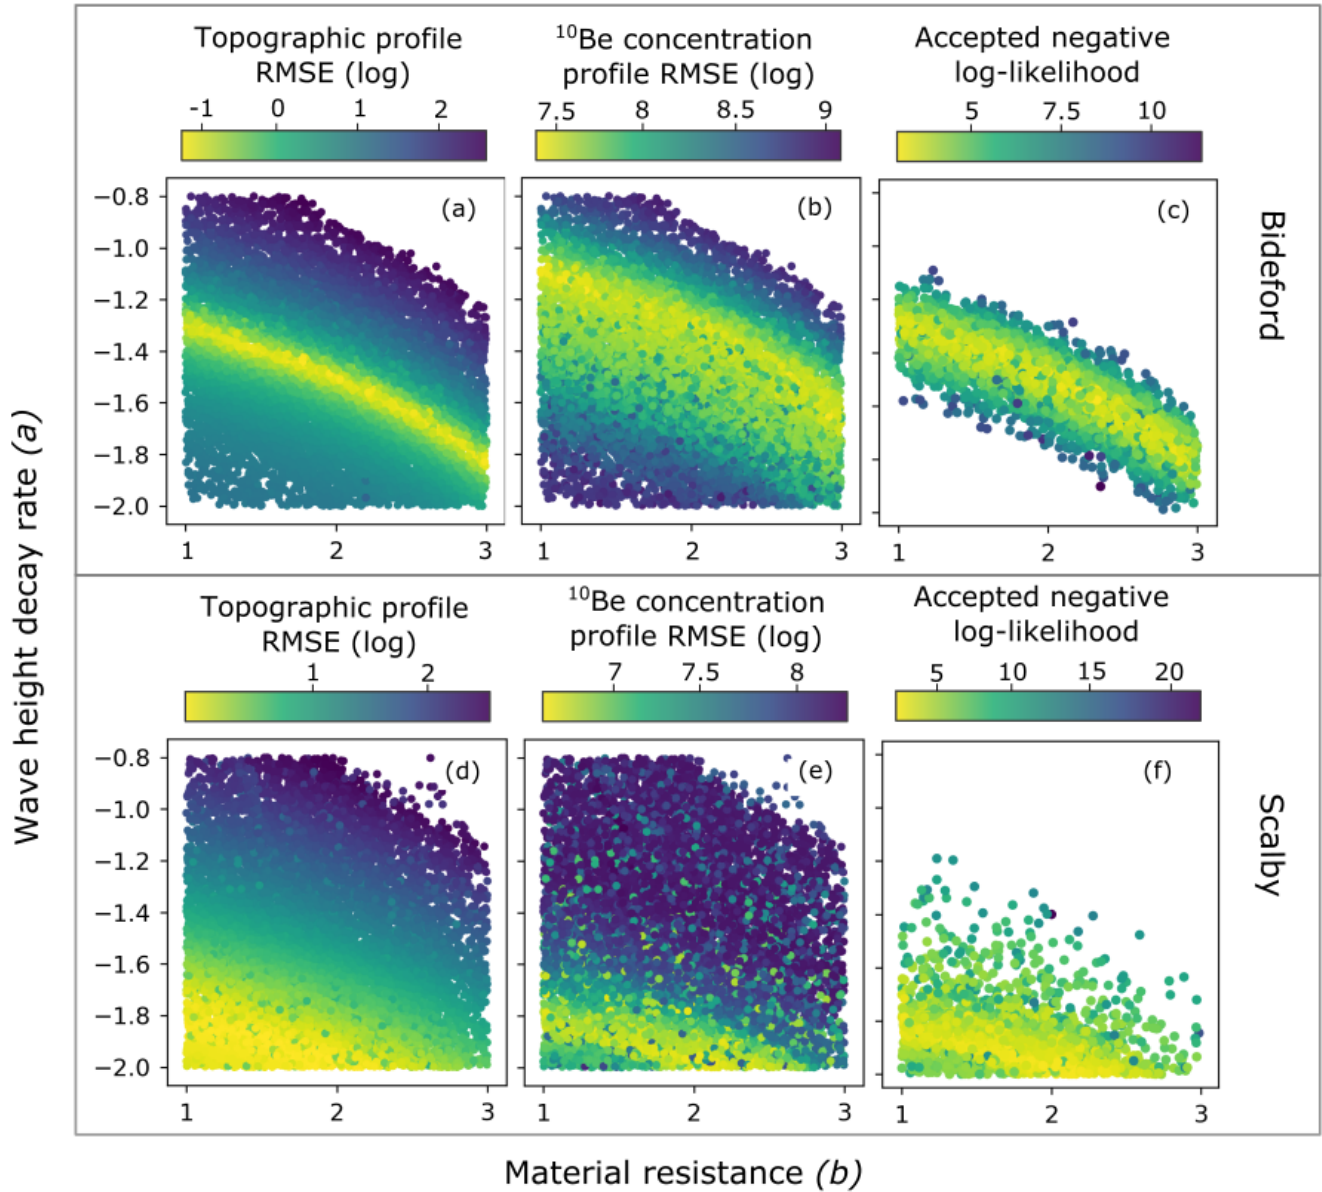 Topographic profile
RMSE (log)
-1 0 1 2
¹⁰Be concentration
profile RMSE (log)
7.5 8 8.5 9
Accepted negative
log-likelihood
5 7.5 10
(a)
(b)
(c)
−0.8
−1.0
−1.2
−1.4
−1.6
−1.8
−2.0
1 2 3
1 2 3
1 2 3
Bideford
Topographic profile
RMSE (log)
1 2
¹⁰Be concentration
profile RMSE (log)
7 7.5 8
Accepted negative
log-likelihood
5 10 15 20
(d)
(e)
(f)
−0.8
−1.0
−1.2
−1.4
−1.6
−1.8
−2.0
1 2 3
1 2 3
1 2 3
Scalby
Wave height decay rate (a)
Material resistance (b)